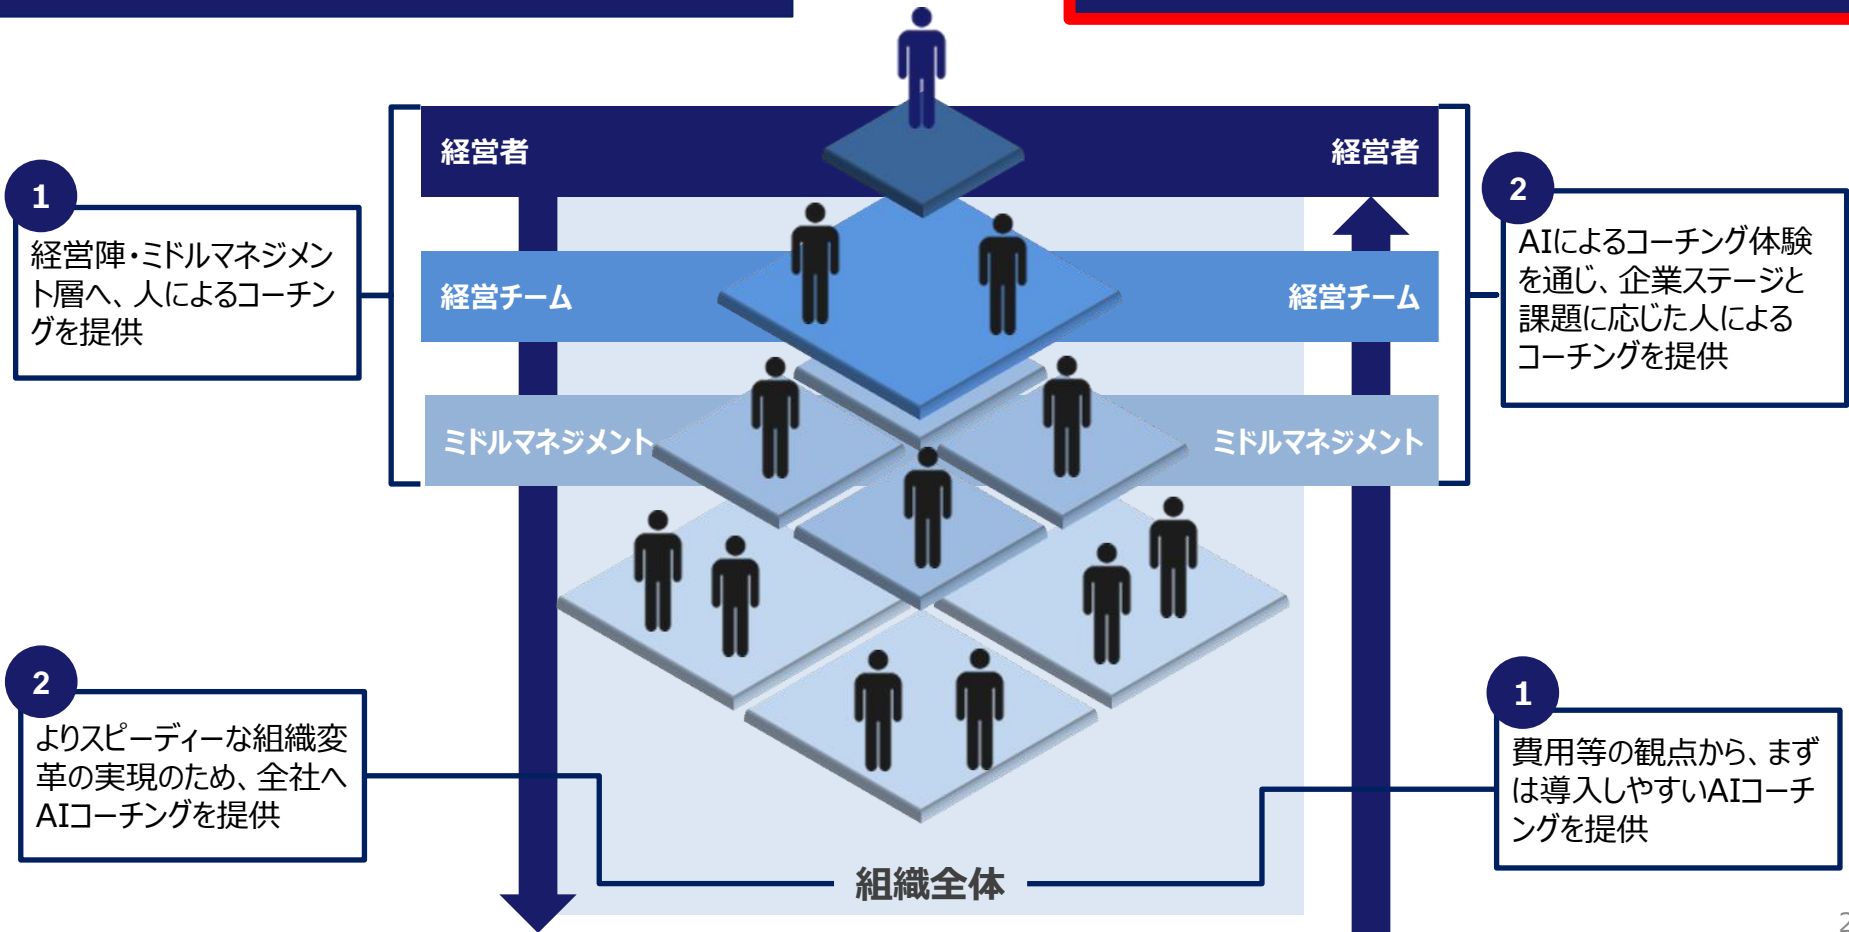 経営者
経営者
1
経営陣・ミドルマネジメン
ト層へ、人によるコーチン
グを提供
2
AIによるコーチング体験
を通じ、企業ステージと
課題に応じた人による
コーチングを提供
経営チーム
経営チーム
ミドルマネジメント
ミドルマネジメント
2
よりスピーディーな組織変
革の実現のため、全社へ
AIコーチングを提供
1
費用等の観点から、まず
は導入しやすいAIコーチ
ングを提供
組織全体